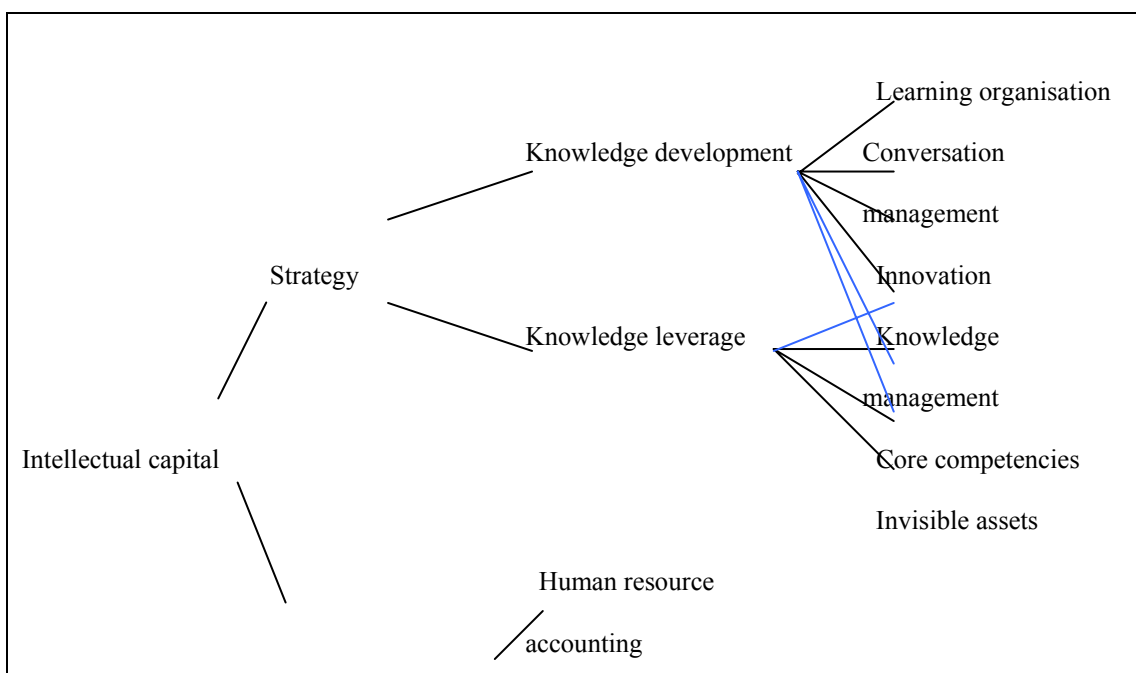 Learning organisation
Knowledge development
Conversation
management
Strategy
Innovation
Knowledge leverage
Knowledge
management
Intellectual capital
Core competencies
Invisible assets
Human resource
accounting